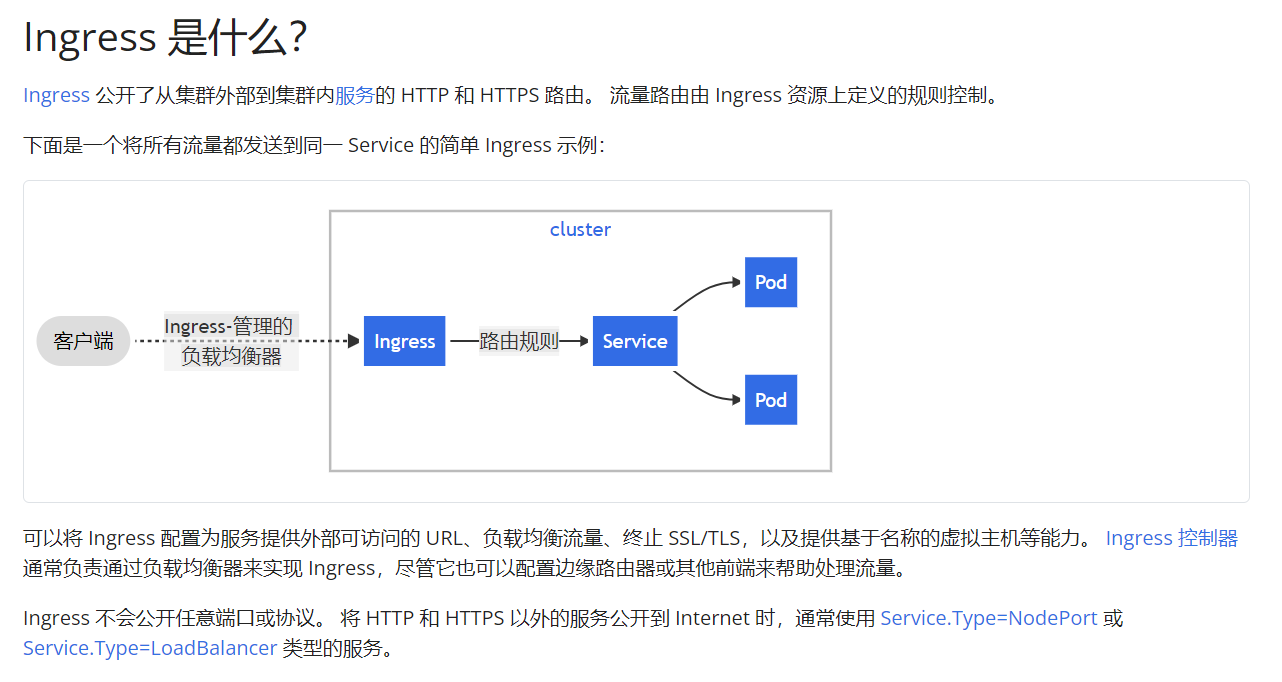 Ingress 是什么？
Ingress 公开了从集群外部到集群内服务的 HTTP 和 HTTPS 路由。 流量路由由 Ingress 资源上定义的规则控制。
下面是一个将所有流量都发送到同一 Service 的简单 Ingress 示例：
cluster
Pod
客户端
Ingress-管理的
负载均衡器
Ingress
路由规则
Service
Pod
可以将 Ingress 配置为服务提供外部可访问的 URL、负载均衡流量、终止 SSL/TLS，以及提供基于名称的虚拟主机等能力。 Ingress 控制器
通常负责通过负载均衡器来实现 Ingress，尽管它也可以配置边缘路由器或其他前端来帮助处理流量。
Ingress 不会公开任意端口或协议。 将 HTTP 和 HTTPS 以外的服务公开到 Internet 时，通常使用 Service.Type=NodePort 或
Service.Type=LoadBalancer 类型的服务。